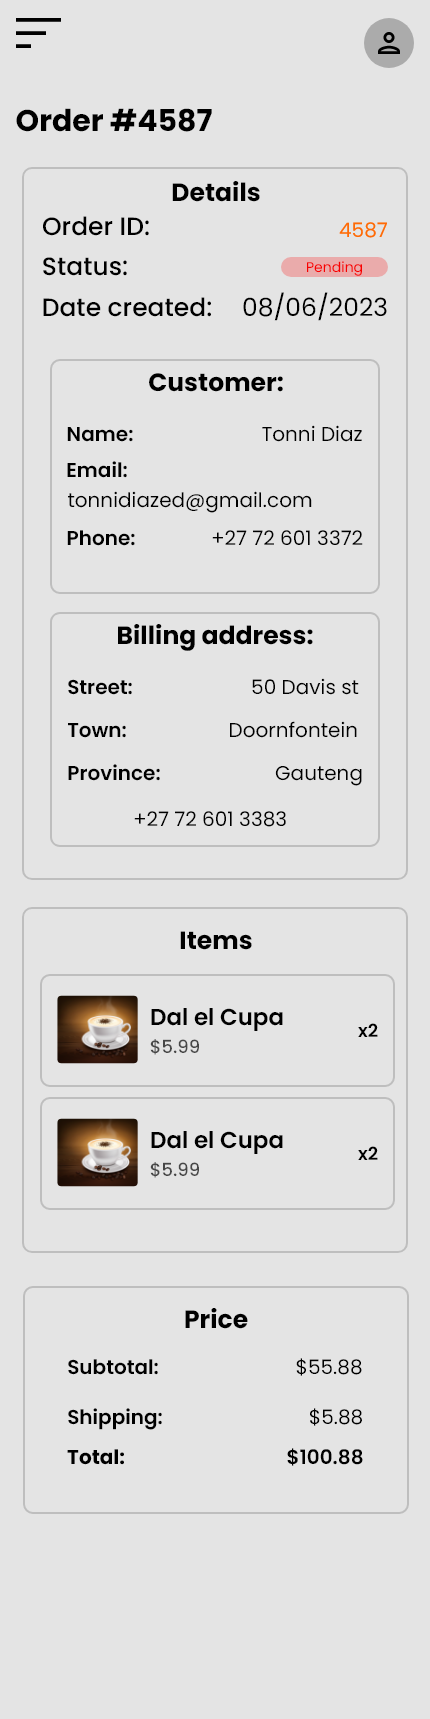 Order #4587
Details
Order ID: 4587
Status: Pending
Date created: 08/06/2023
Customer:
Name: Tonni Diaz
Email:
tonnidiazed@gmail.com
Phone: +27 72 601 3372
Billing address:
Street: 50 Davis st
Town: Doornfontein
Province: Gauteng
+27 72 601 3383
Items
Dal el Cupa
$5.99
x2
Dal el Cupa
$5.99
x2
Price
Subtotal: $55.88
Shipping: $5.88
Total: $100.88